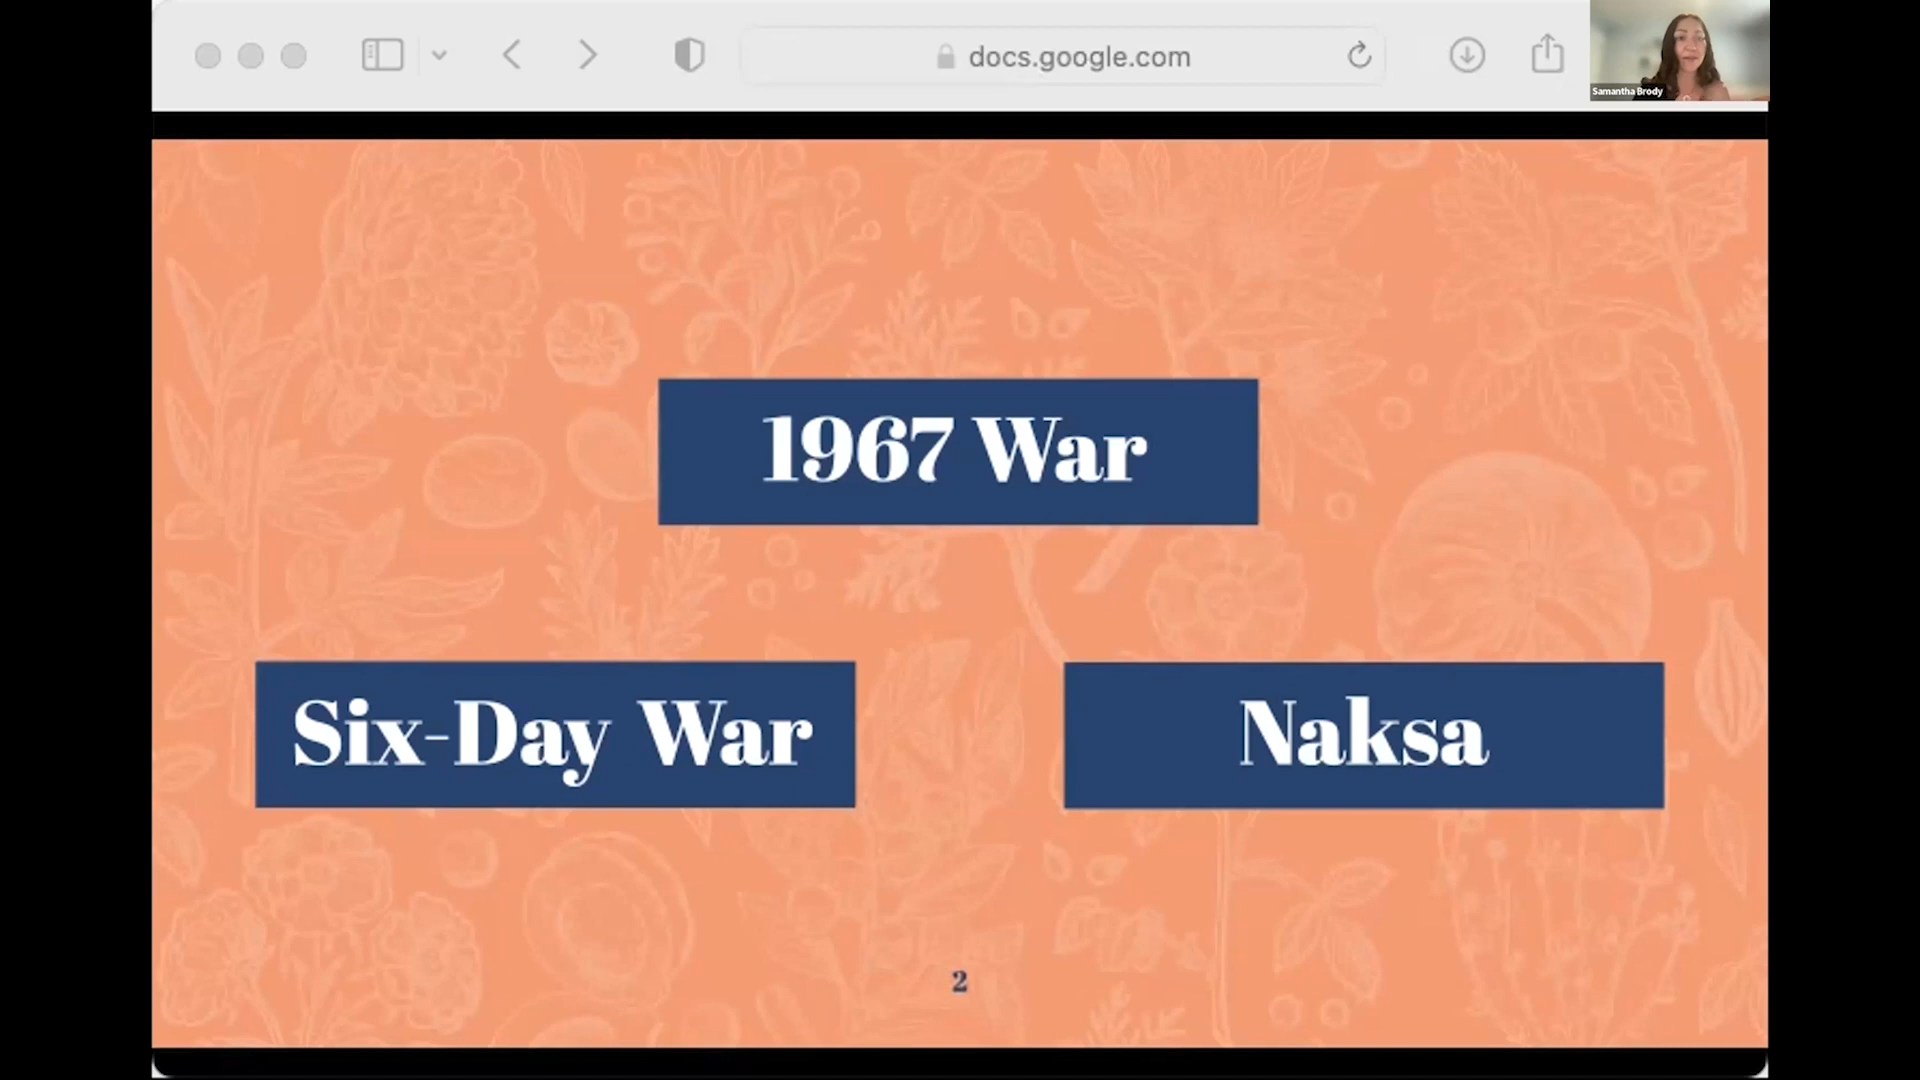 docs.google.com
Samantha Brody
1967 War
Six-Day War
Naksa
2